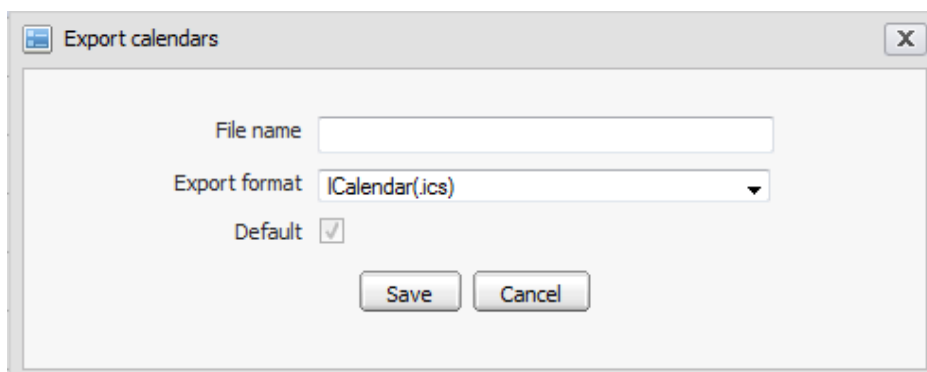 Export calendars
X
File name
Export format ICalendar(.ics)
Default
Save Cancel